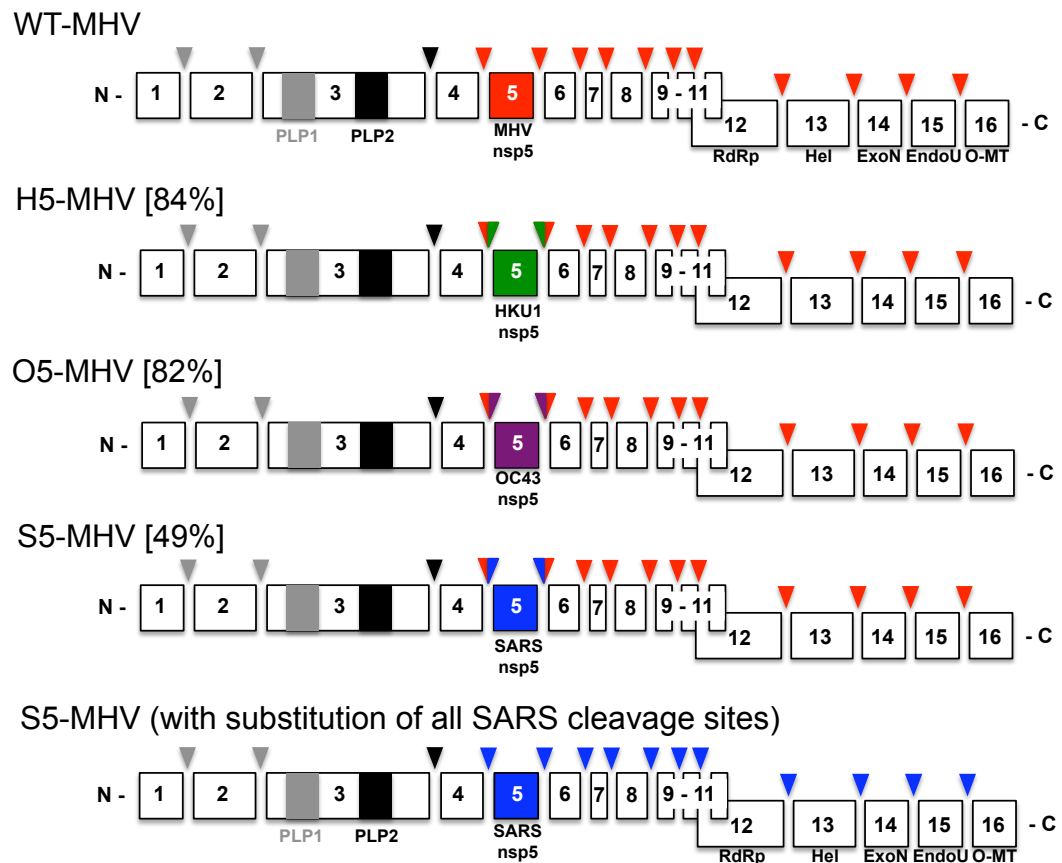 WT-MHV
N - 1 2 3 4 5 6 7 8 9 - 11 12 13 14 15 16 - C
PLP1 PLP2 MHV
nsp5
RdRp Hel ExoN EndoU O-MT
H5-MHV [84%]
N - 1 2 3 4 5 6 7 8 9 - 11 12 13 14 15 16 - C
HKU1
nsp5
O5-MHV [82%]
N - 1 2 3 4 5 6 7 8 9 - 11 12 13 14 15 16 - C
OC43
nsp5
S5-MHV [49%]
N - 1 2 3 4 5 6 7 8 9 - 11 12 13 14 15 16 - C
SARS
nsp5
S5-MHV (with substitution of all SARS cleavage sites)
N - 1 2 3 4 5 6 7 8 9 - 11 12 13 14 15 16 - C
PLP1 PLP2 SARS
nsp5
RdRp Hel ExoN EndoU O-MT